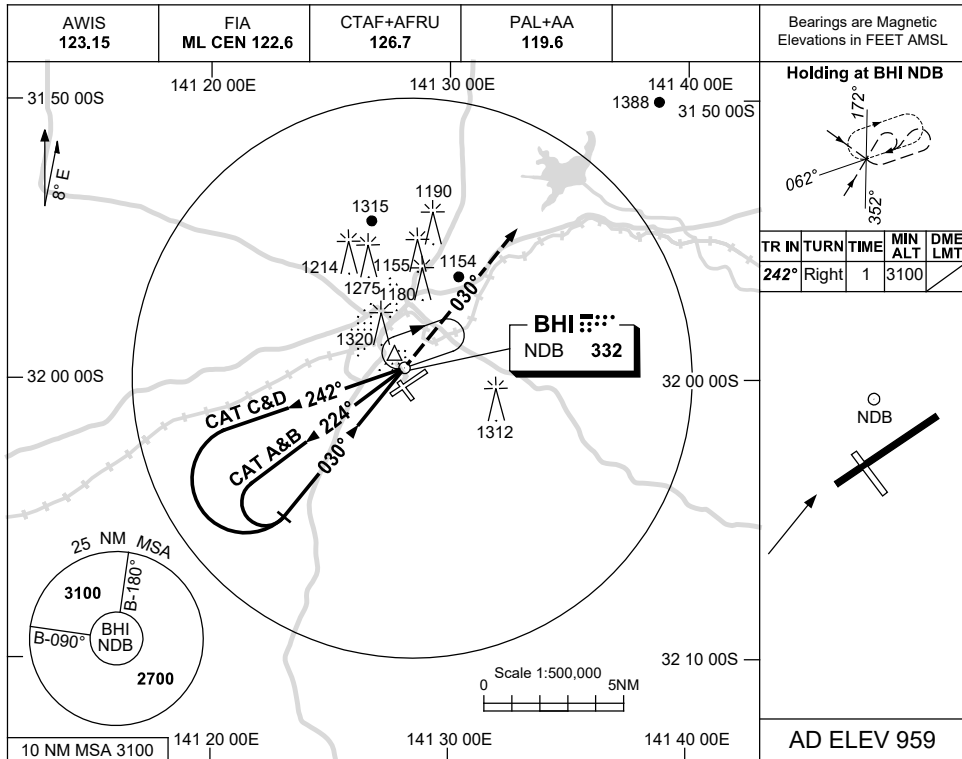 AWIS
123.15
FIA
ML CEN 122.6
CTAF+AFRU
126.7
PAL+AA
119.6
Bearings are Magnetic
Elevations in FEET AMSL
141 20 00E
141 30 00E
141 40 00E
31 50 00S
31 50 00S
1388
8° E
1190
1315
1214
1155
1154
1275
1180
1320
030°
BHI
NDB 332
32 00 00S
32 00 00S
CAT C&D
242°
CAT A&B
224°
030°
1312
25 NM MSA
3100
B-180°
B-090°
BHI
NDB
2700
32 10 00S
Scale 1:500,000
0
5NM
141 20 00E
141 30 00E
141 40 00E
10 NM MSA 3100
Holding at BHI NDB
172°
062°
352°
TR IN TURN TIME MIN ALT DME LMT
242° Right 1 3100
NDB
AD ELEV 959